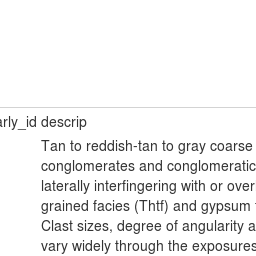 arly_id descrip
Tan to reddish-tan to gray coarse
conglomerates and conglomeratic
laterally interfingering with or over
grained facies (Thtf) and gypsum
Clast sizes, degree of angularity a
vary widely through the exposures